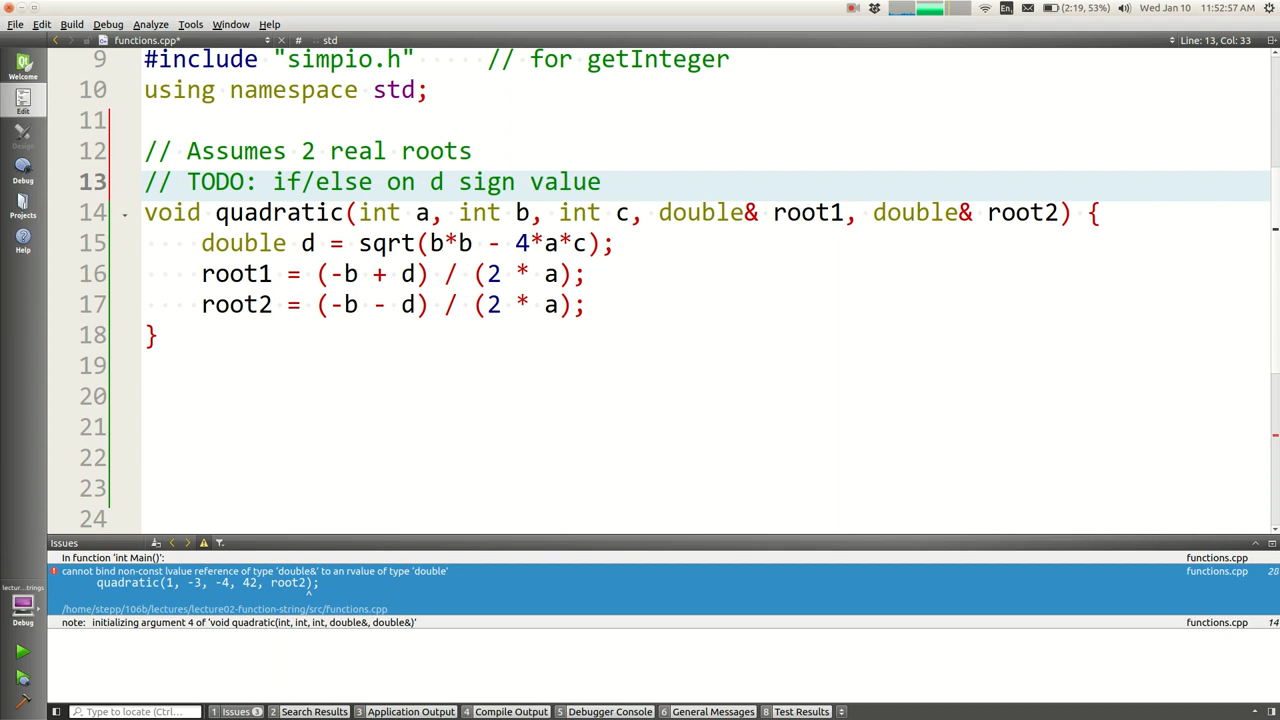 (2:19, 53%) Wed Jan 10 11:52:57 AM
File Edit Build Debug Analyze Tools Window Help
functions.cpp* # std Line: 13, Col: 33
Welcome
Edit
Design
Debug
Projects
Help
9 #include "simpio.h" // for getInteger
10 using namespace std;
11
12 // Assumes 2 real roots
13 // TODO: if/else on d sign value
14 void quadratic(int a, int b, int c, double& root1, double& root2) {
15 double d = sqrt(b*b - 4*a*c);
16 root1 = (-b + d) / (2 * a);
17 root2 = (-b - d) / (2 * a);
18 }
19
20
21
22
23
24
Issues
In function 'int Main()': functions.cpp
cannot bind non-const lvalue reference of type 'double&' to an rvalue of type 'double' functions.cpp 28
quadratic(1, -3, -4, 42, root2);
^
/home/stepp/106b/lectures/lecture02-function-string/src/functions.cpp
note: initializing argument 4 of 'void quadratic(int, int, int, double&, double&)' functions.cpp 14
lectur...trings
Debug
Type to locate (Ctrl... 1 Issues 3 2 Search Results 3 Application Output 4 Compile Output 5 Debugger Console 6 General Messages 8 Test Results